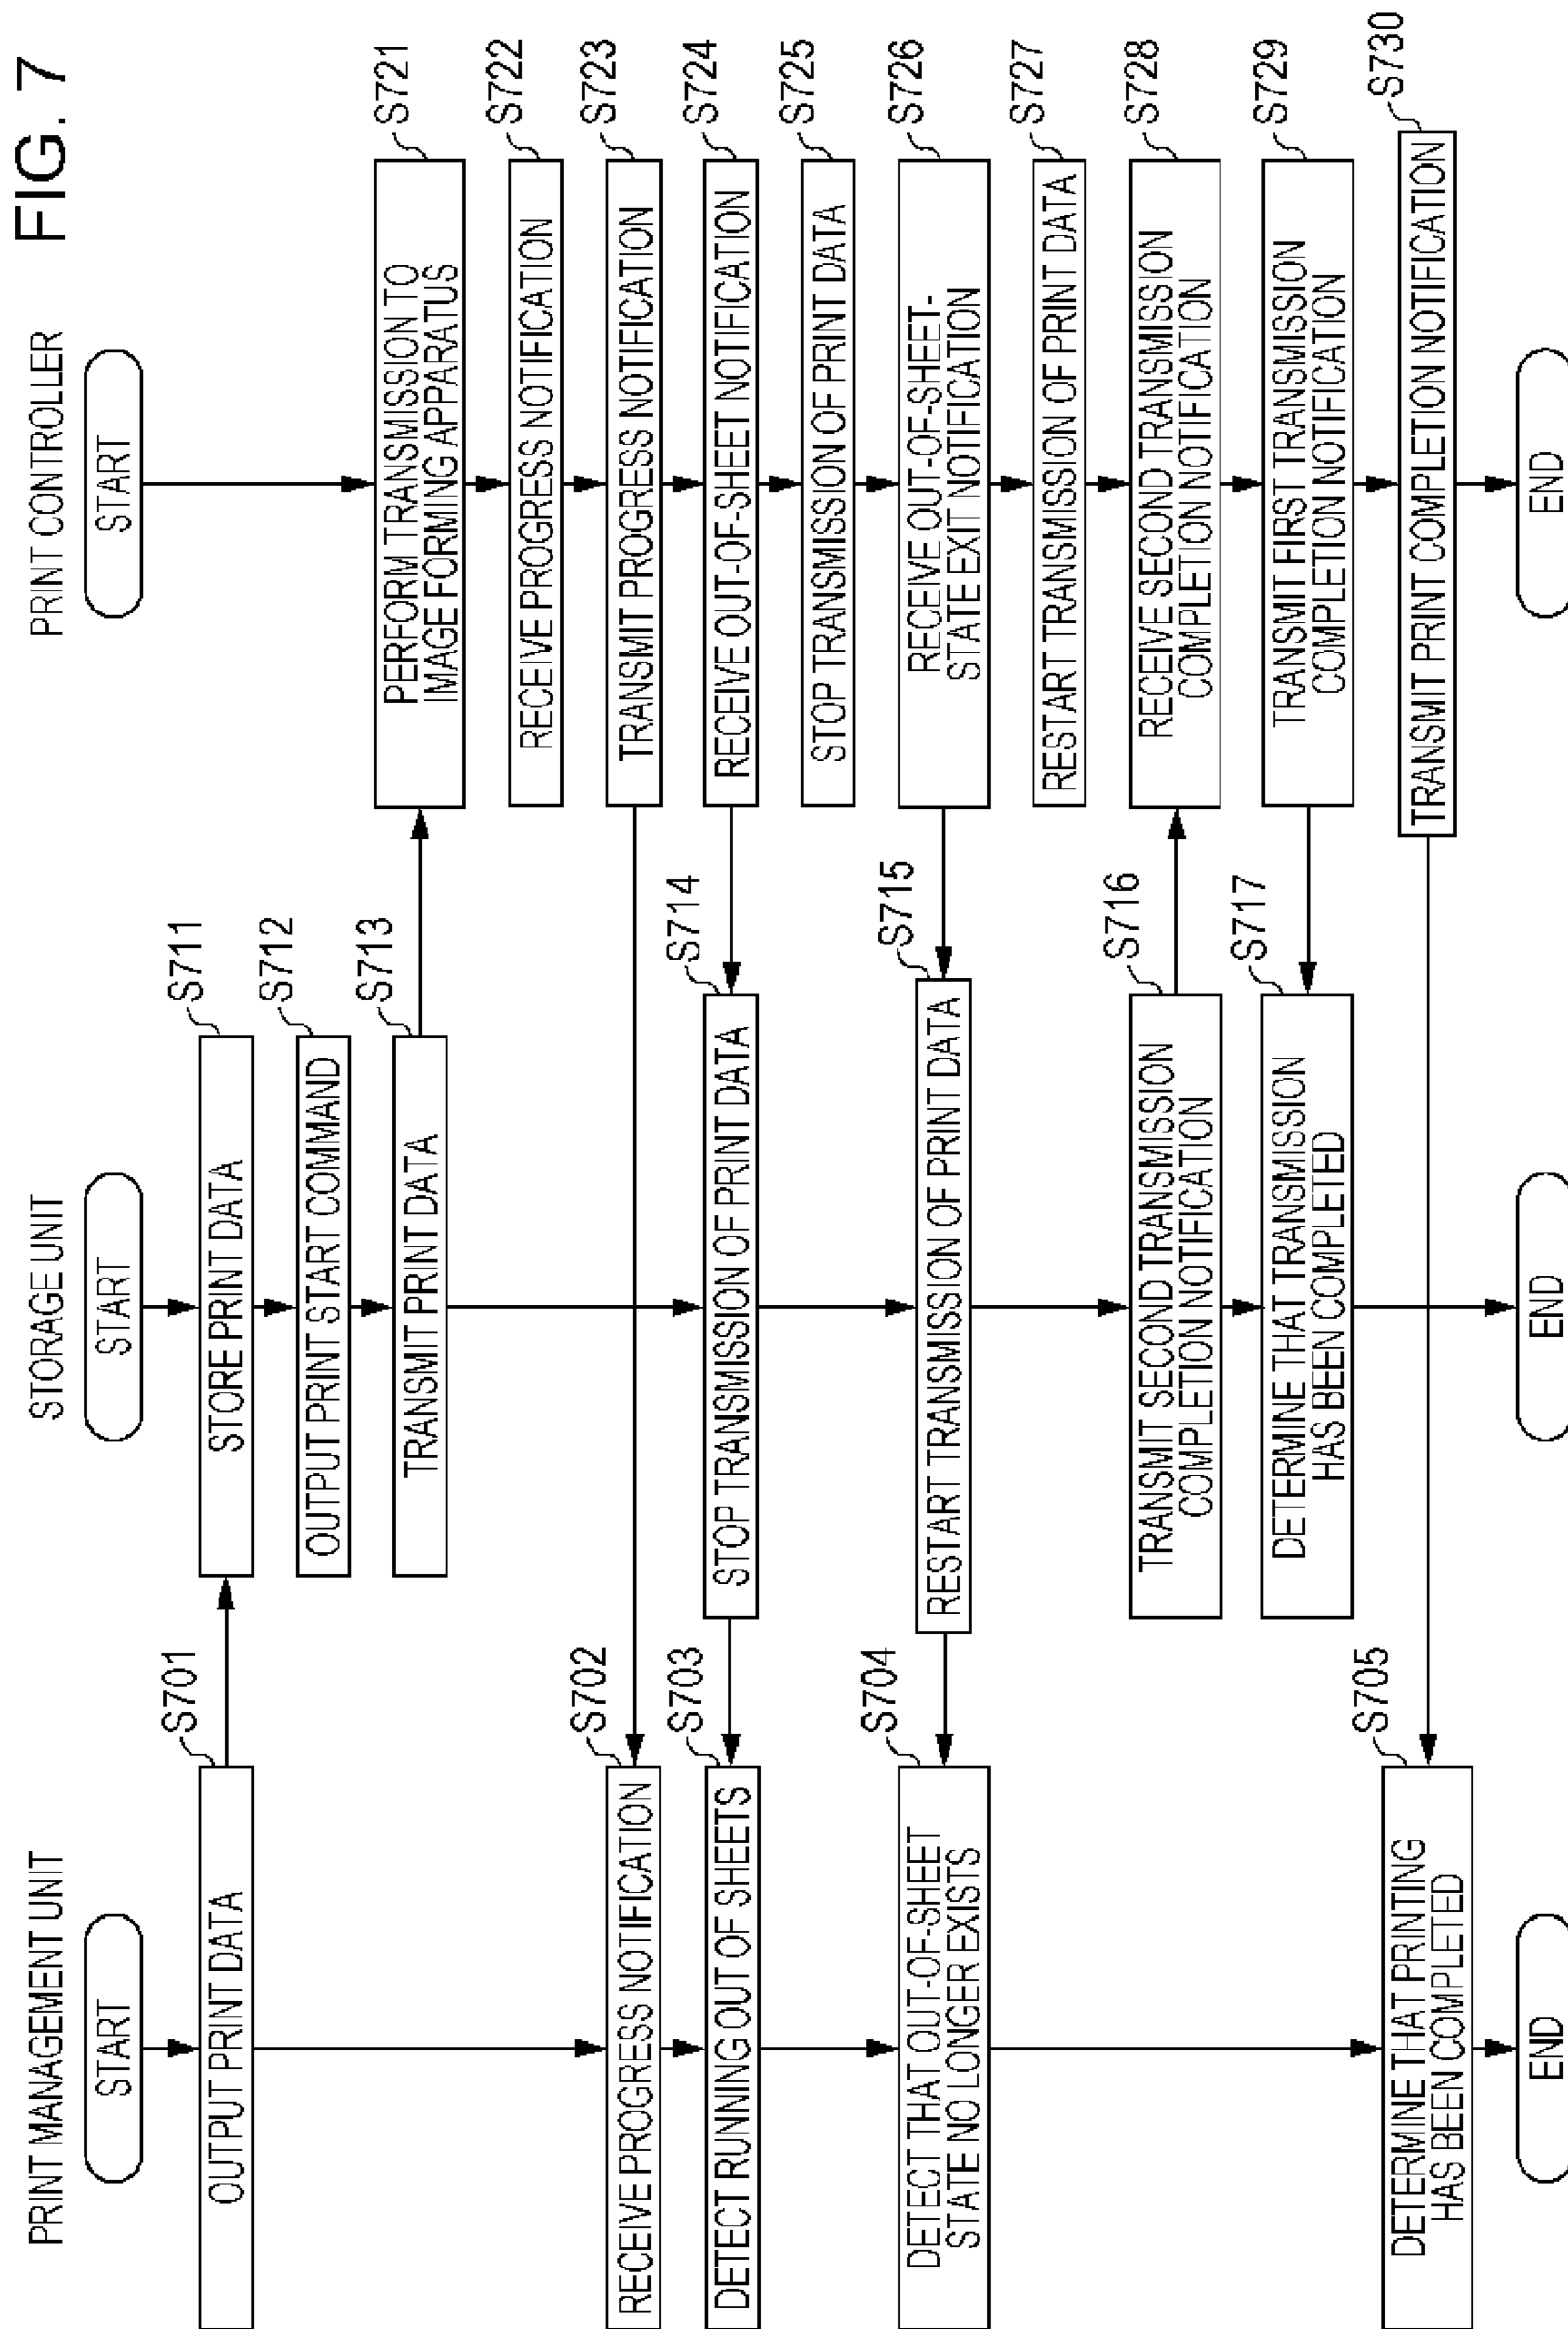 FIG. 7
PRINT MANAGEMENT UNIT
START
S701
OUTPUT PRINT DATA
S702
RECEIVE PROGRESS NOTIFICATION
S703
DETECT RUNNING OUT OF SHEETS
S704
DETECT THAT OUT-OF-SHEET
STATE NO LONGER EXISTS
S705
DETERMINE THAT PRINTING
HAS BEEN COMPLETED
END
STORAGE UNIT
START
S711
STORE PRINT DATA
S712
OUTPUT PRINT START COMMAND
S713
TRANSMIT PRINT DATA
S714
STOP TRANSMISSION OF PRINT DATA
S715
RESTART TRANSMISSION OF PRINT DATA
S716
TRANSMIT SECOND TRANSMISSION
COMPLETION NOTIFICATION
S717
DETERMINE THAT TRANSMISSION
HAS BEEN COMPLETED
END
PRINT CONTROLLER
START
S721
PERFORM TRANSMISSION TO
IMAGE FORMING APPARATUS
S722
RECEIVE PROGRESS NOTIFICATION
S723
TRANSMIT PROGRESS NOTIFICATION
S724
RECEIVE OUT-OF-SHEET NOTIFICATION
S725
STOP TRANSMISSION OF PRINT DATA
S726
RECEIVE OUT-OF-SHEET-
STATE EXIT NOTIFICATION
S727
RESTART TRANSMISSION OF PRINT DATA
S728
RECEIVE SECOND TRANSMISSION
COMPLETION NOTIFICATION
S729
TRANSMIT FIRST TRANSMISSION
COMPLETION NOTIFICATION
S730
TRANSMIT PRINT COMPLETION NOTIFICATION
END